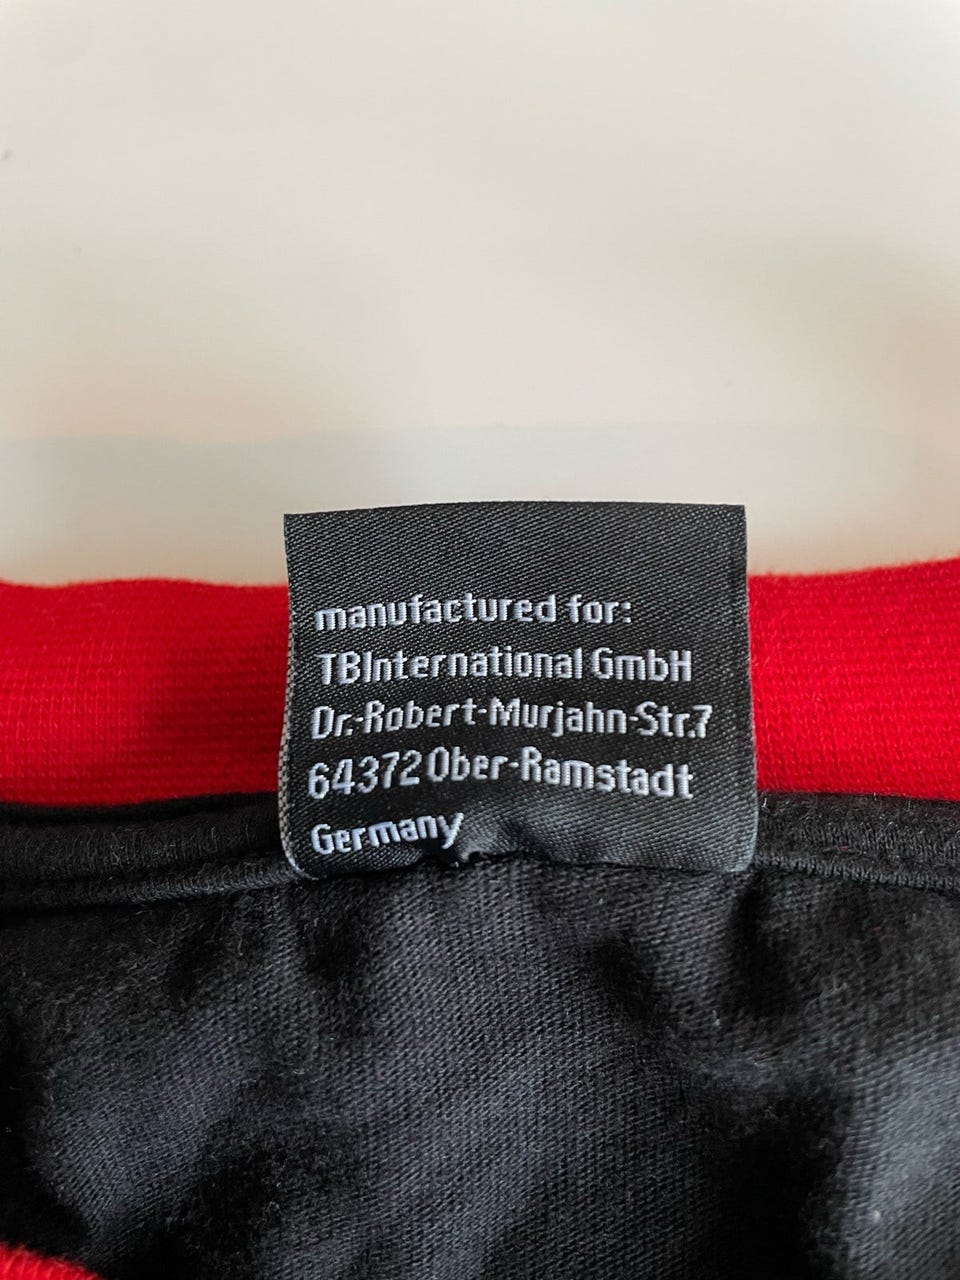 manufactured for:
TBInternational GmbH
Dr.-Robert-Murjahn-Str.7
64372 Ober-Ramstadt
Germany